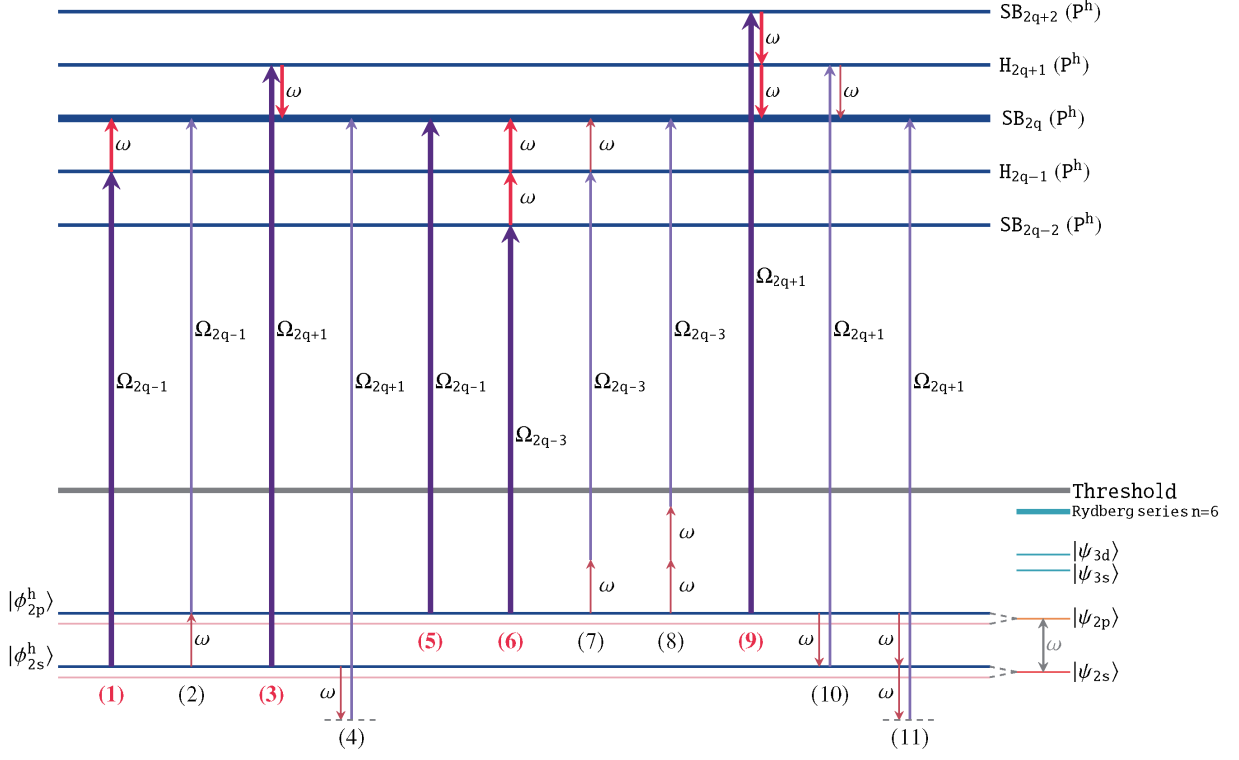 SB2q+2 (Ph)
ω
H2q+1 (Ph)
ω ω ω
SB2q (Ph)
ω ω
H2q−1 (Ph)
ω
SB2q−2 (Ph)
Ω2q+1
Ω2q−1 Ω2q+1 Ω2q−3 Ω2q+1
Ω2q−1 Ω2q+1 Ω2q−1 Ω2q−3 Ω2q+1
Ω2q−3
Threshold
Rydberg series n=6
ω
|ψ3d⟩
|ψ3s⟩
ω ω
|ϕh2p⟩
|ψ2p⟩
ω (5) (6) (7) (8) (9) ω ω ω
|ϕh2s⟩
|ψ2s⟩
(1) (2) (3) ω (10) ω
(4) (11)